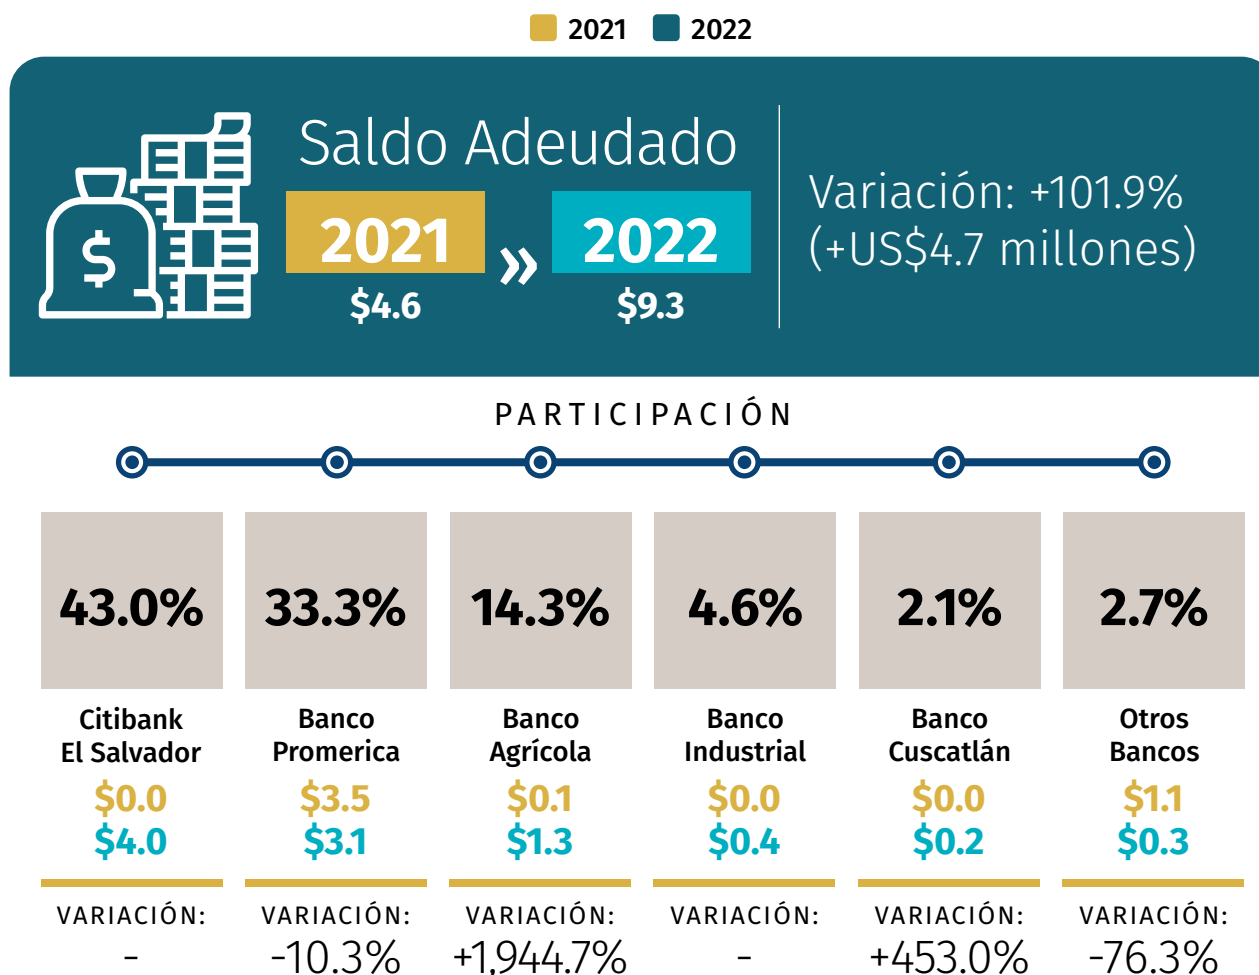 2021 2022
Saldo Adeudado
2021 » 2022
$4.6 $9.3
Variación: +101.9%
(+US$4.7 millones)
$
PARTICIPACIÓN
43.0% 33.3% 14.3% 4.6% 2.1% 2.7%
Citibank Banco Banco Banco Banco Otros
El Salvador Promerica Agrícola Industrial Cuscatlán Bancos
$0.0 $3.5 $0.1 $0.0 $0.0 $1.1
$4.0 $3.1 $1.3 $0.4 $0.2 $0.3
VARIACIÓN: VARIACIÓN: VARIACIÓN: VARIACIÓN: VARIACIÓN: VARIACIÓN:
- -10.3% +1,944.7% - +453.0% -76.3%